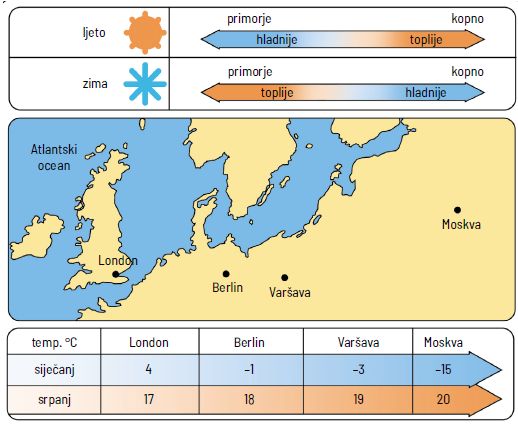 ljeto
primorje kopno
hladnije toplije
zima
primorje kopno
toplije hladnije
Atlantski
ocean
Moskva
London
Berlin
Varšava
temp. °C London Berlin Varšava Moskva
siječanj 4 –1 –3 –15
srpanj 17 18 19 20